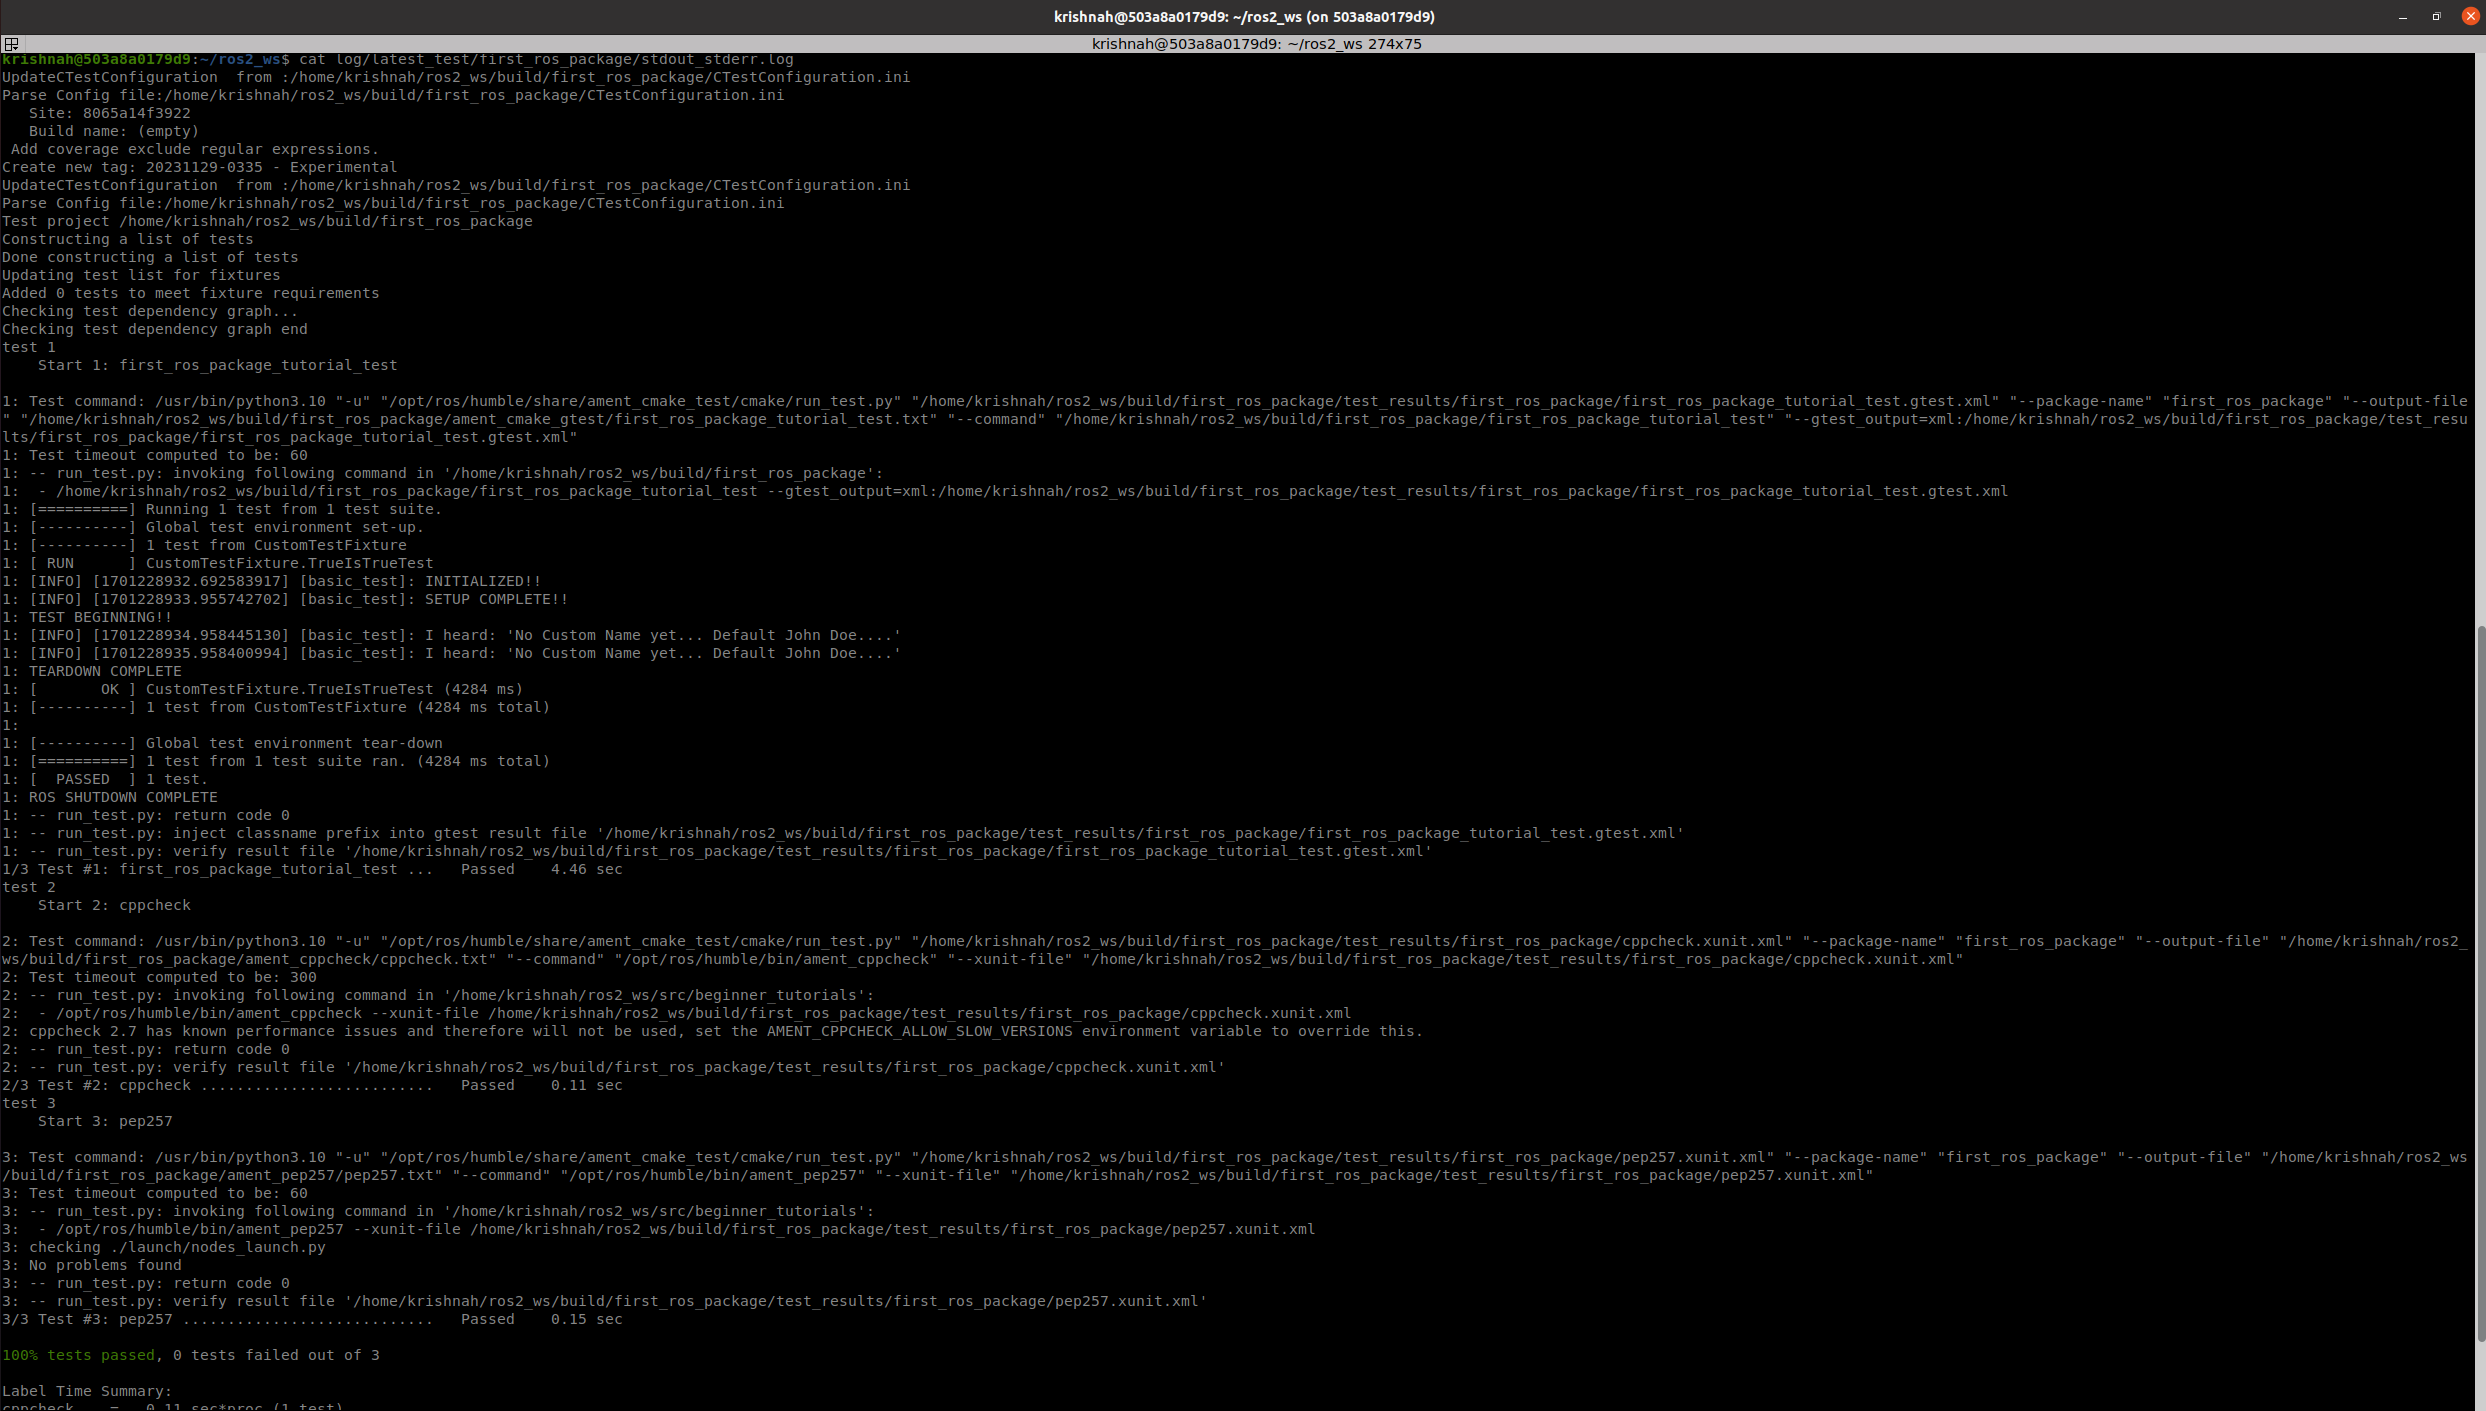 krishnah@503a8a0179d9: ~/ros2_ws (on 503a8a0179d9)
krishnah@503a8a0179d9: ~/ros2_ws 274x75
krishnah@503a8a0179d9:~/ros2_ws$ cat log/latest_test/first_ros_package/stdout_stderr.log
UpdateCTestConfiguration  from :/home/krishnah/ros2_ws/build/first_ros_package/CTestConfiguration.ini
Parse Config file:/home/krishnah/ros2_ws/build/first_ros_package/CTestConfiguration.ini
   Site: 8065a14f3922
   Build name: (empty)
 Add coverage exclude regular expressions.
Create new tag: 20231129-0335 - Experimental
UpdateCTestConfiguration  from :/home/krishnah/ros2_ws/build/first_ros_package/CTestConfiguration.ini
Parse Config file:/home/krishnah/ros2_ws/build/first_ros_package/CTestConfiguration.ini
Test project /home/krishnah/ros2_ws/build/first_ros_package
Constructing a list of tests
Done constructing a list of tests
Updating test list for fixtures
Added 0 tests to meet fixture requirements
Checking test dependency graph...
Checking test dependency graph end
test 1
    Start 1: first_ros_package_tutorial_test

1: Test command: /usr/bin/python3.10 "-u" "/opt/ros/humble/share/ament_cmake_test/cmake/run_test.py" "/home/krishnah/ros2_ws/build/first_ros_package/test_results/first_ros_package/first_ros_package_tutorial_test.gtest.xml" "--package-name" "first_ros_package" "--output-file
" "/home/krishnah/ros2_ws/build/first_ros_package/ament_cmake_gtest/first_ros_package_tutorial_test.txt" "--command" "/home/krishnah/ros2_ws/build/first_ros_package/first_ros_package_tutorial_test" "--gtest_output=xml:/home/krishnah/ros2_ws/build/first_ros_package/test_resu
lts/first_ros_package/first_ros_package_tutorial_test.gtest.xml"
1: Test timeout computed to be: 60
1: -- run_test.py: invoking following command in '/home/krishnah/ros2_ws/build/first_ros_package':
1:  - /home/krishnah/ros2_ws/build/first_ros_package/first_ros_package_tutorial_test --gtest_output=xml:/home/krishnah/ros2_ws/build/first_ros_package/test_results/first_ros_package/first_ros_package_tutorial_test.gtest.xml
1: [==========] Running 1 test from 1 test suite.
1: [----------] Global test environment set-up.
1: [----------] 1 test from CustomTestFixture
1: [ RUN      ] CustomTestFixture.TrueIsTrueTest
1: [INFO] [1701228932.692583917] [basic_test]: INITIALIZED!!
1: [INFO] [1701228933.955742702] [basic_test]: SETUP COMPLETE!!
1: TEST BEGINNING!!
1: [INFO] [1701228934.958445130] [basic_test]: I heard: 'No Custom Name yet... Default John Doe....'
1: [INFO] [1701228935.958400994] [basic_test]: I heard: 'No Custom Name yet... Default John Doe....'
1: TEARDOWN COMPLETE
1: [       OK ] CustomTestFixture.TrueIsTrueTest (4284 ms)
1: [----------] 1 test from CustomTestFixture (4284 ms total)
1:
1: [----------] Global test environment tear-down
1: [==========] 1 test from 1 test suite ran. (4284 ms total)
1: [  PASSED  ] 1 test.
1: ROS SHUTDOWN COMPLETE
1: -- run_test.py: return code 0
1: -- run_test.py: inject classname prefix into gtest result file '/home/krishnah/ros2_ws/build/first_ros_package/test_results/first_ros_package/first_ros_package_tutorial_test.gtest.xml'
1: -- run_test.py: verify result file '/home/krishnah/ros2_ws/build/first_ros_package/test_results/first_ros_package/first_ros_package_tutorial_test.gtest.xml'
1/3 Test #1: first_ros_package_tutorial_test ...   Passed    4.46 sec
test 2
    Start 2: cppcheck

2: Test command: /usr/bin/python3.10 "-u" "/opt/ros/humble/share/ament_cmake_test/cmake/run_test.py" "/home/krishnah/ros2_ws/build/first_ros_package/test_results/first_ros_package/cppcheck.xunit.xml" "--package-name" "first_ros_package" "--output-file" "/home/krishnah/ros2_
ws/build/first_ros_package/ament_cppcheck/cppcheck.txt" "--command" "/opt/ros/humble/bin/ament_cppcheck" "--xunit-file" "/home/krishnah/ros2_ws/build/first_ros_package/test_results/first_ros_package/cppcheck.xunit.xml"
2: Test timeout computed to be: 300
2: -- run_test.py: invoking following command in '/home/krishnah/ros2_ws/src/beginner_tutorials':
2:  - /opt/ros/humble/bin/ament_cppcheck --xunit-file /home/krishnah/ros2_ws/build/first_ros_package/test_results/first_ros_package/cppcheck.xunit.xml
2: cppcheck 2.7 has known performance issues and therefore will not be used, set the AMENT_CPPCHECK_ALLOW_SLOW_VERSIONS environment variable to override this.
2: -- run_test.py: return code 0
2: -- run_test.py: verify result file '/home/krishnah/ros2_ws/build/first_ros_package/test_results/first_ros_package/cppcheck.xunit.xml'
2/3 Test #2: cppcheck ..........................   Passed    0.11 sec
test 3
    Start 3: pep257

3: Test command: /usr/bin/python3.10 "-u" "/opt/ros/humble/share/ament_cmake_test/cmake/run_test.py" "/home/krishnah/ros2_ws/build/first_ros_package/test_results/first_ros_package/pep257.xunit.xml" "--package-name" "first_ros_package" "--output-file" "/home/krishnah/ros2_ws
/build/first_ros_package/ament_pep257/pep257.txt" "--command" "/opt/ros/humble/bin/ament_pep257" "--xunit-file" "/home/krishnah/ros2_ws/build/first_ros_package/test_results/first_ros_package/pep257.xunit.xml"
3: Test timeout computed to be: 60
3: -- run_test.py: invoking following command in '/home/krishnah/ros2_ws/src/beginner_tutorials':
3:  - /opt/ros/humble/bin/ament_pep257 --xunit-file /home/krishnah/ros2_ws/build/first_ros_package/test_results/first_ros_package/pep257.xunit.xml
3: checking ./launch/nodes_launch.py
3: No problems found
3: -- run_test.py: return code 0
3: -- run_test.py: verify result file '/home/krishnah/ros2_ws/build/first_ros_package/test_results/first_ros_package/pep257.xunit.xml'
3/3 Test #3: pep257 ............................   Passed    0.15 sec

100% tests passed, 0 tests failed out of 3

Label Time Summary:
cppcheck    =   0.11 sec*proc (1 test)